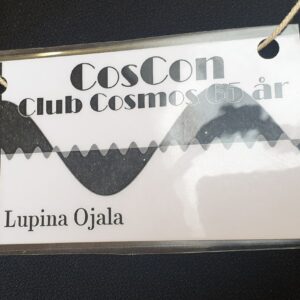 CosCon
Club Cosmos 65 år
Lupina Ojala